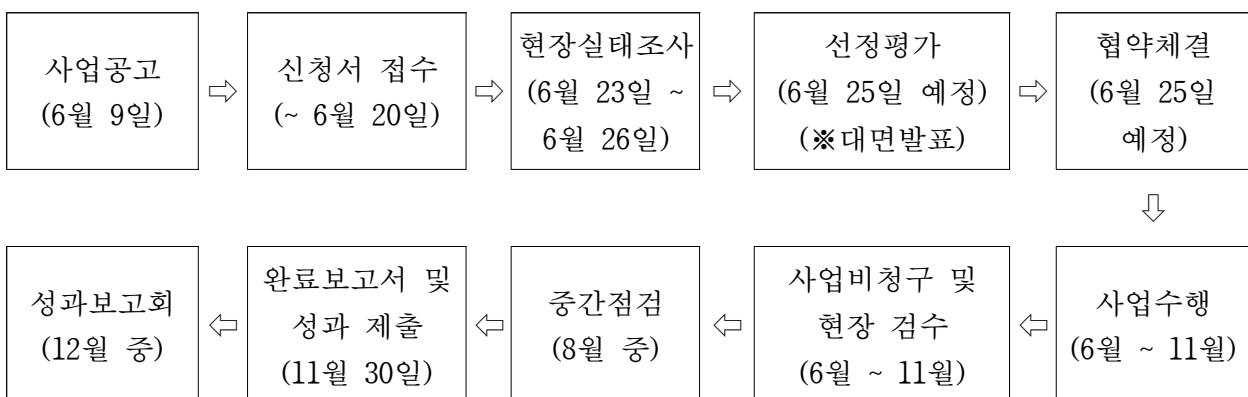 사업공고
(6월 9일)
⇨
신청서 접수
(~ 6월 20일)
⇨
현장실태조사
(6월 23일 ~
6월 26일)
⇨
선정평가
(6월 25일 예정)
(※대면발표)
⇨
협약체결
(6월 25일
예정)
⇩
사업수행
(6월 ~ 11월)
⇦
사업비청구 및
현장 검수
(6월 ~ 11월)
⇦
중간점검
(8월 중)
⇦
완료보고서 및
성과 제출
(11월 30일)
⇦
성과보고회
(12월 중)